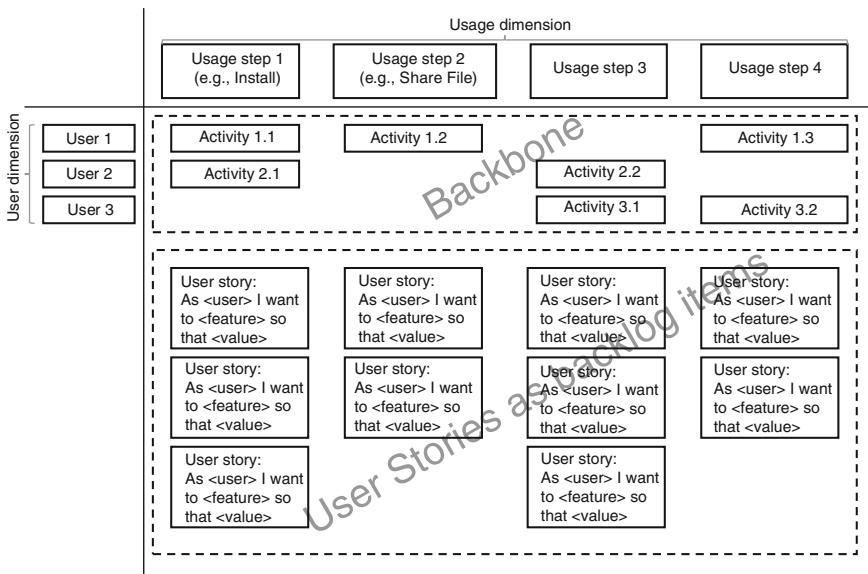 Usage dimension
Usage step 1
(e.g., Install)
Usage step 2
(e.g., Share File)
Usage step 3
Usage step 4
User dimension
User 1
Activity 1.1
Activity 1.2
Activity 1.3
User 2
Activity 2.1
Activity 2.2
User 3
Activity 3.1
Activity 3.2
Backbone
User story:
As <user> I want
to <feature> so
that <value>
User story:
As <user> I want
to <feature> so
that <value>
User story:
As <user> I want
to <feature> so
that <value>
User story:
As <user> I want
to <feature> so
that <value>
User story:
As <user> I want
to <feature> so
that <value>
User story:
As <user> I want
to <feature> so
that <value>
User story:
As <user> I want
to <feature> so
that <value>
User story:
As <user> I want
to <feature> so
that <value>
User story:
As <user> I want
to <feature> so
that <value>
User story:
As <user> I want
to <feature> so
that <value>
User Stories as backlog items